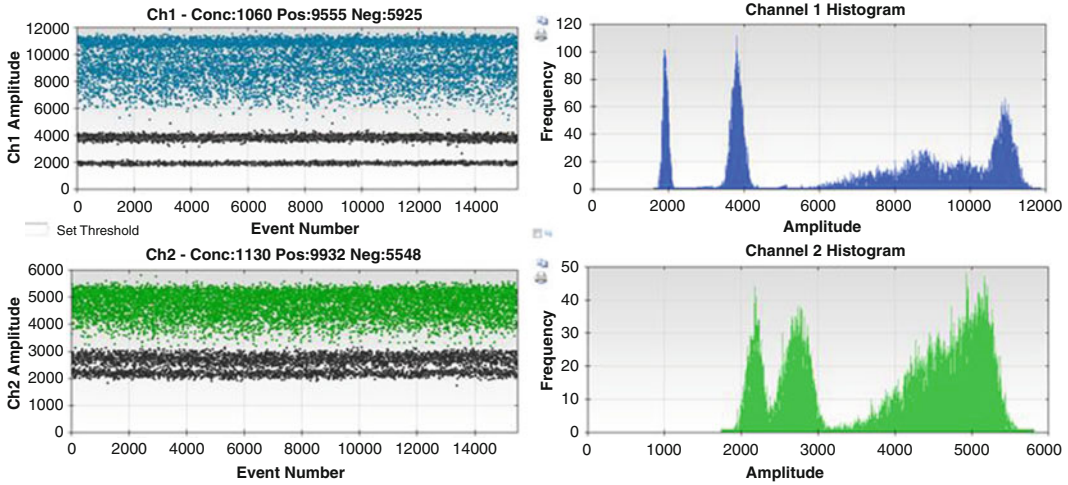 Ch1 - Conc:1060 Pos:9555 Neg:5925
12000
10000
8000
6000
4000
2000
0
Ch1 Amplitude
0 2000 4000 6000 8000 10000 12000 14000
Event Number
Set Threshold
Channel 1 Histogram
120
100
80
60
40
20
0
Frequency
0 2000 4000 6000 8000 10000 12000
Amplitude
Ch2 - Conc:1130 Pos:9932 Neg:5548
6000
5000
4000
3000
2000
1000
0
Ch2 Amplitude
0 2000 4000 6000 8000 10000 12000 14000
Event Number
Channel 2 Histogram
50
40
30
20
10
0
Frequency
0 1000 2000 3000 4000 5000 6000
Amplitude